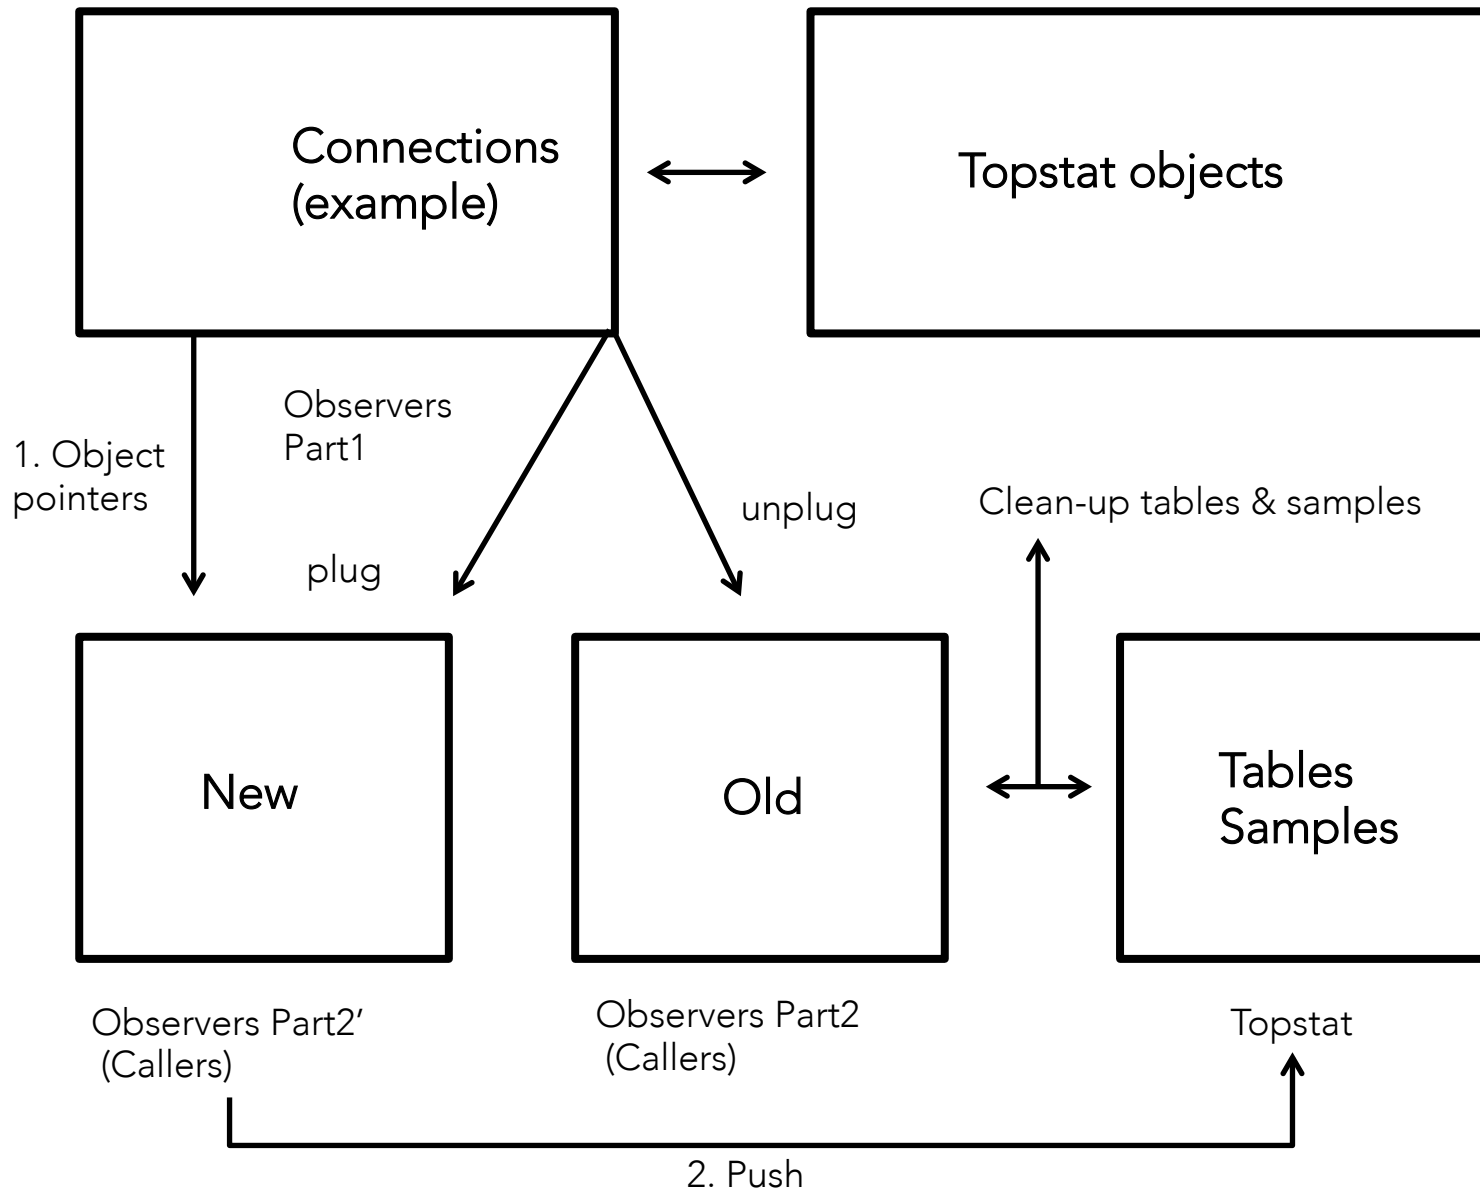 Connections
(example)
Topstat objects
Observers
Part1
1. Object
pointers
unplug
Clean-up tables & samples
plug
New
Old
Tables
Samples
Observers Part2’
(Callers)
Observers Part2
(Callers)
Topstat
2. Push